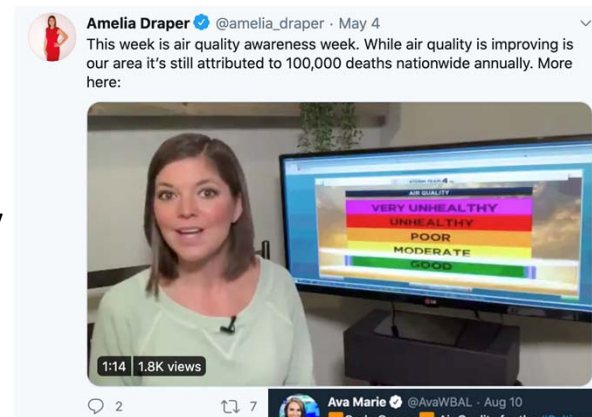 Amelia Draper @amelia_draper · May 4
This week is air quality awareness week. While air quality is improving is
our area it's still attributed to 100,000 deaths nationwide annually. More
here:
AIR QUALITY
VERY UNHEALTHY
UNHEALTHY
POOR
MODERATE
GOOD
LG
1:14 1.8K views
2 7
Ava Marie @AvaWBAL · Aug 10